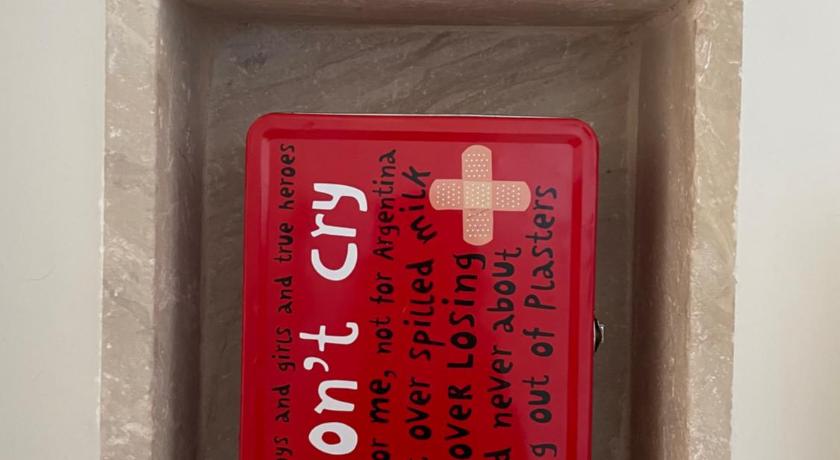 and girls and true heroes
cry
me, not for Argentina
over spilled milk
over Losing
never about
out of Plasters